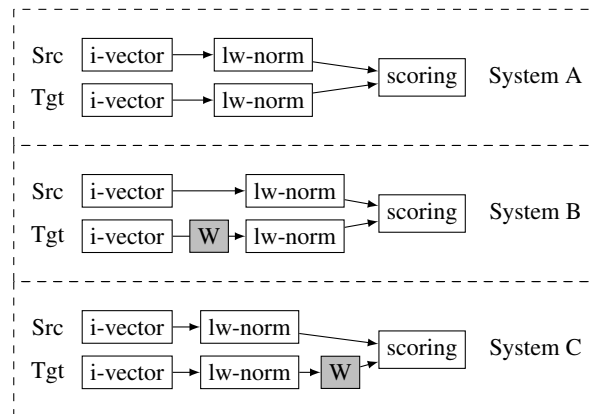 Src i-vector lw-norm
scoring System A
Tgt i-vector lw-norm
Src i-vector lw-norm
scoring System B
Tgt i-vector W lw-norm
Src i-vector lw-norm
scoring System C
Tgt i-vector lw-norm W